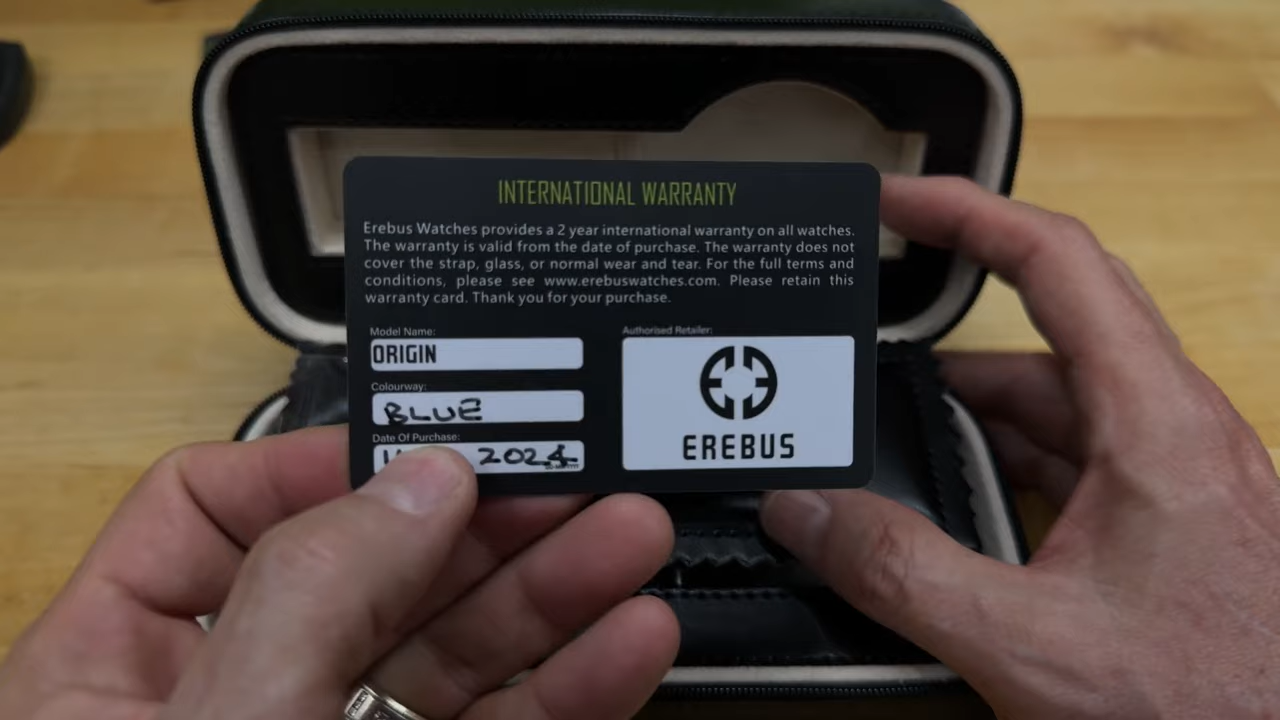 INTERNATIONAL WARRANTY
Erebus Watches provides a 2 year international warranty on all watches.
The warranty is valid from the date of purchase. The warranty does not
cover the strap, glass, or normal wear and tear. For the full terms and
conditions, please see www.erebuswatches.com. Please retain this
warranty card. Thank you for your purchase.
Model Name:
ORIGIN
Colourway:
BLUE
Date Of Purchase:
2024
Authorised Retailer:
EREBUS